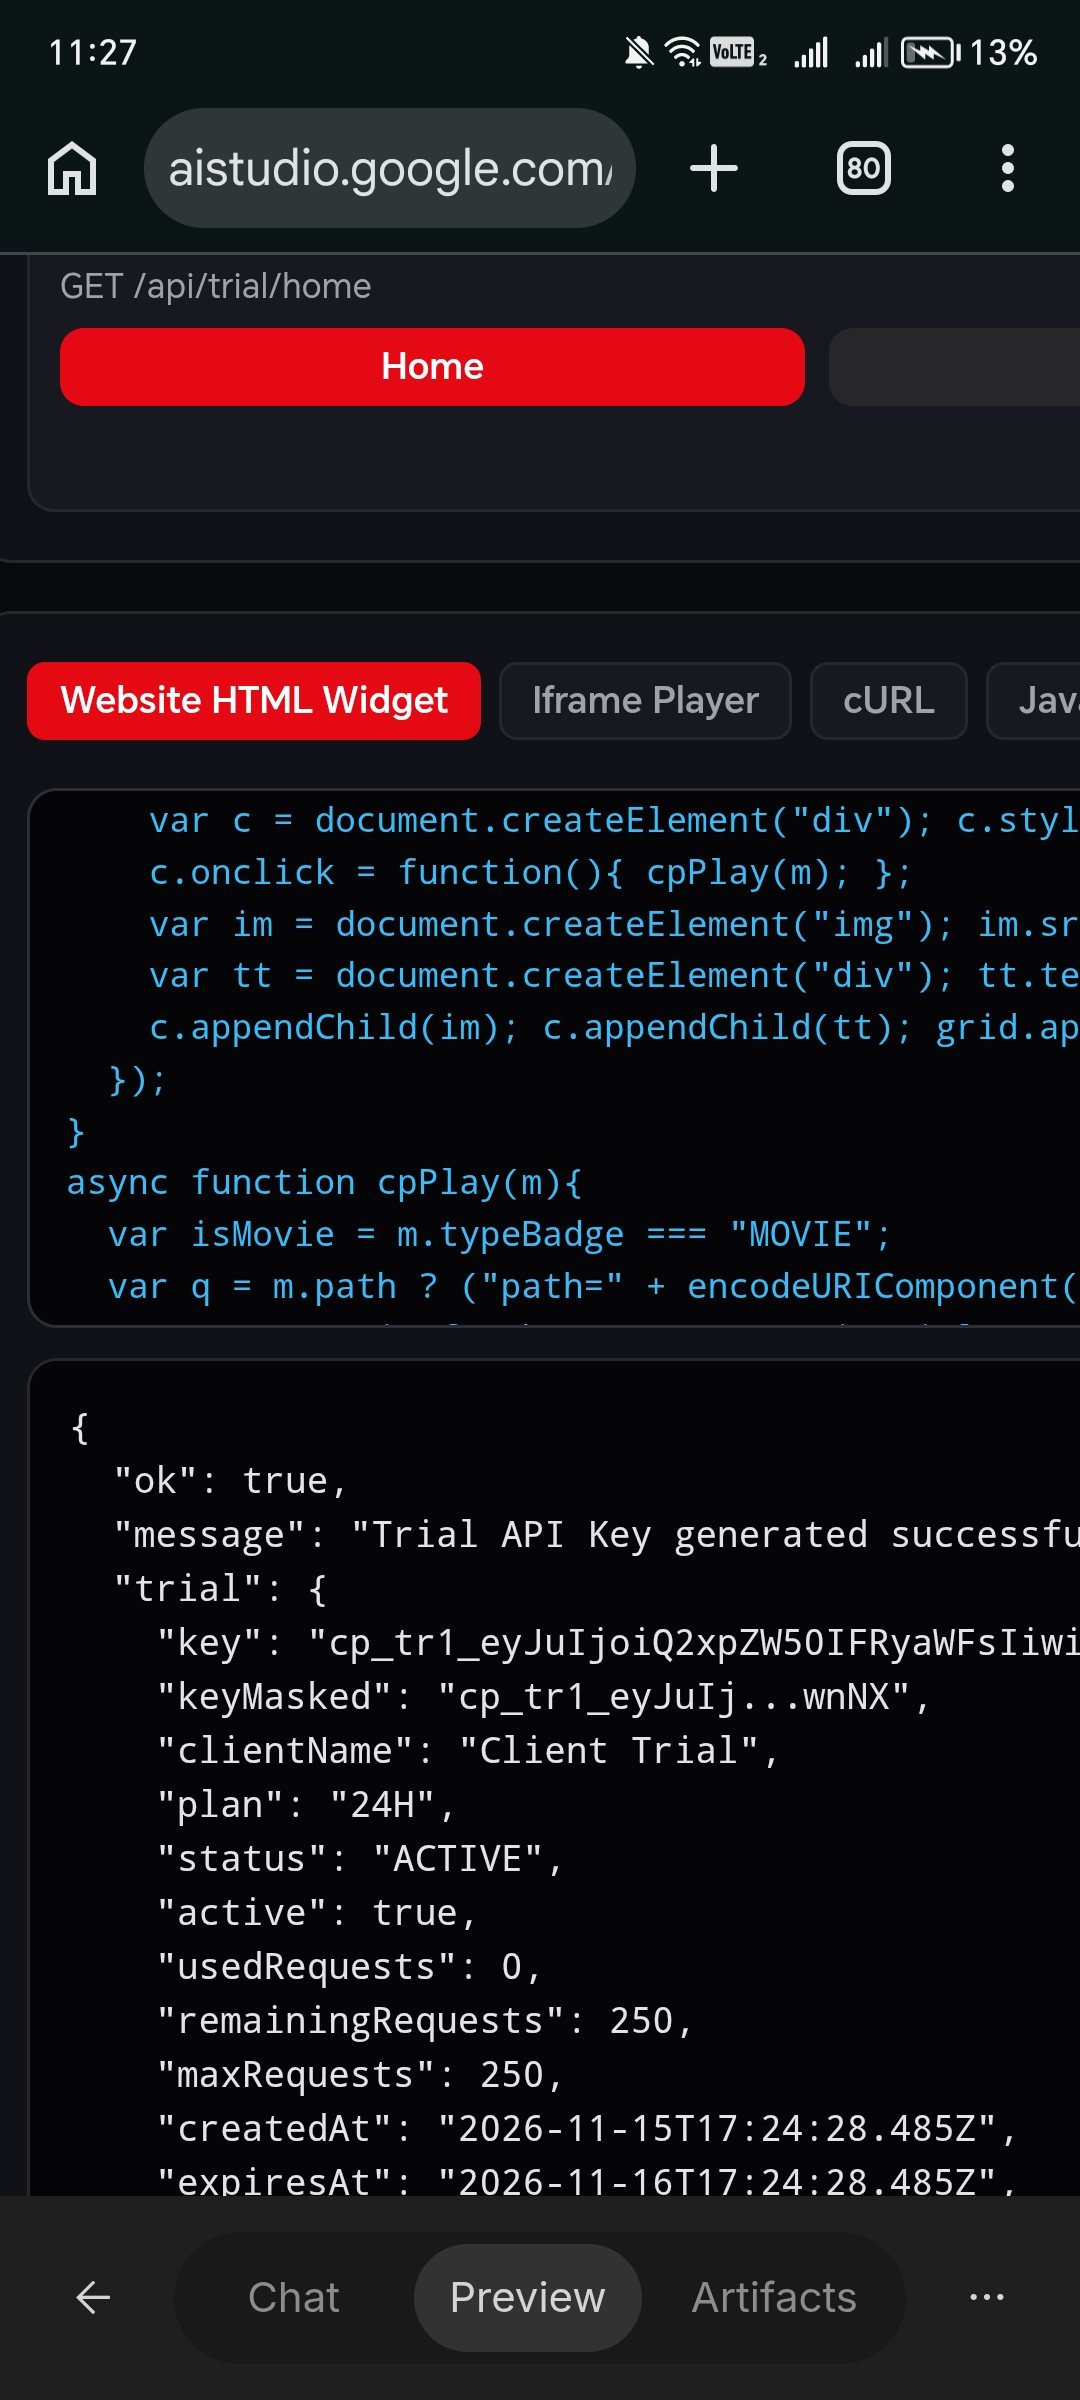 11:27
VoLTE 2
13%
aistudio.google.com/
80
GET /api/trial/home
Home
Website HTML Widget
Iframe Player
cURL
Jav
var c = document.createElement("div"); c.styl
c.onclick = function(){ cpPlay(m); };
var im = document.createElement("img"); im.sr
var tt = document.createElement("div"); tt.te
c.appendChild(im); c.appendChild(tt); grid.ap
});
}
async function cpPlay(m){
var isMovie = m.typeBadge === "MOVIE";
var q = m.path ? ("path=" + encodeURIComponent(
{
"ok": true,
"message": "Trial API Key generated successfu
"trial": {
"key": "cp_tr1_eyJuIjoiQ2xpZW50IFRyaWFsIiwi
"keyMasked": "cp_tr1_eyJuIj...wnNX",
"clientName": "Client Trial",
"plan": "24H",
"status": "ACTIVE",
"active": true,
"usedRequests": 0,
"remainingRequests": 250,
"maxRequests": 250,
"createdAt": "2026-11-15T17:24:28.485Z",
"expiresAt": "2026-11-16T17:24:28.485Z",
Chat
Preview
Artifacts